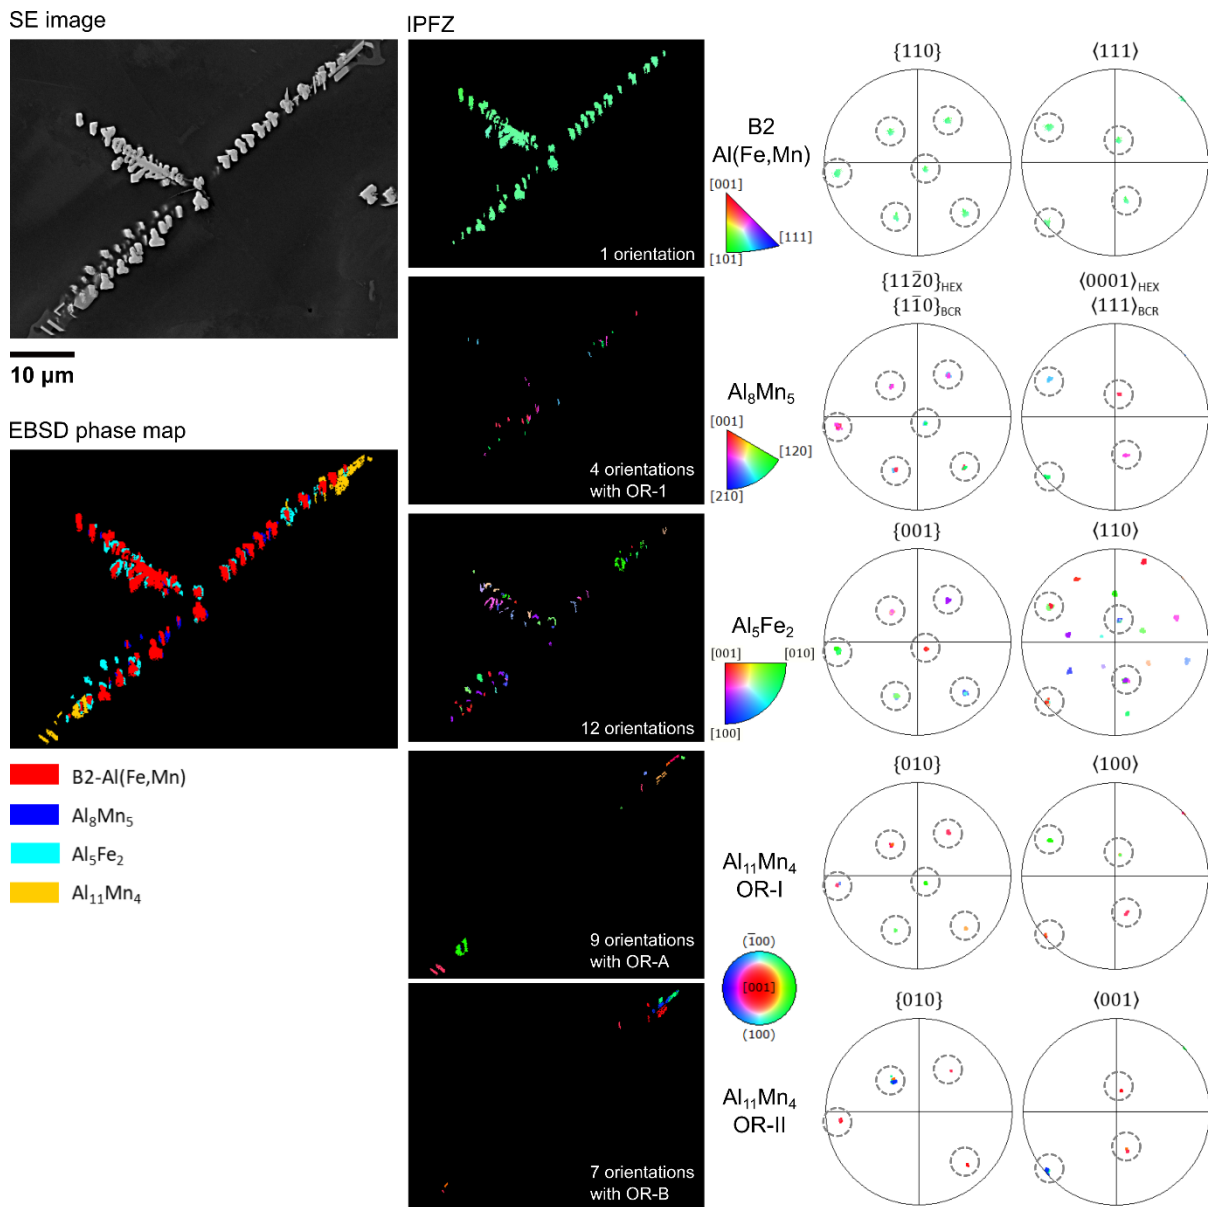 SE image
10 µm
EBSD phase map
B2-Al(Fe,Mn)
Al₈Mn₅
Al₅Fe₂
Al₁₁Mn₄
IPFZ
1 orientation
4 orientations
with OR-1
12 orientations
9 orientations
with OR-A
7 orientations
with OR-B
B2
Al(Fe,Mn)
[001]
[111]
[101]
{110}
⟨111⟩
Al₈Mn₅
[001]
[120]
[210]
{112̅0}HEX
{11̅0}BCR
⟨0001⟩HEX
⟨111⟩BCR
Al₅Fe₂
[001]
[010]
[100]
{001}
⟨110⟩
Al₁₁Mn₄
OR-I
{010}
⟨100⟩
(1̅00)
[001]
(100)
Al₁₁Mn₄
OR-II
{010}
⟨001⟩